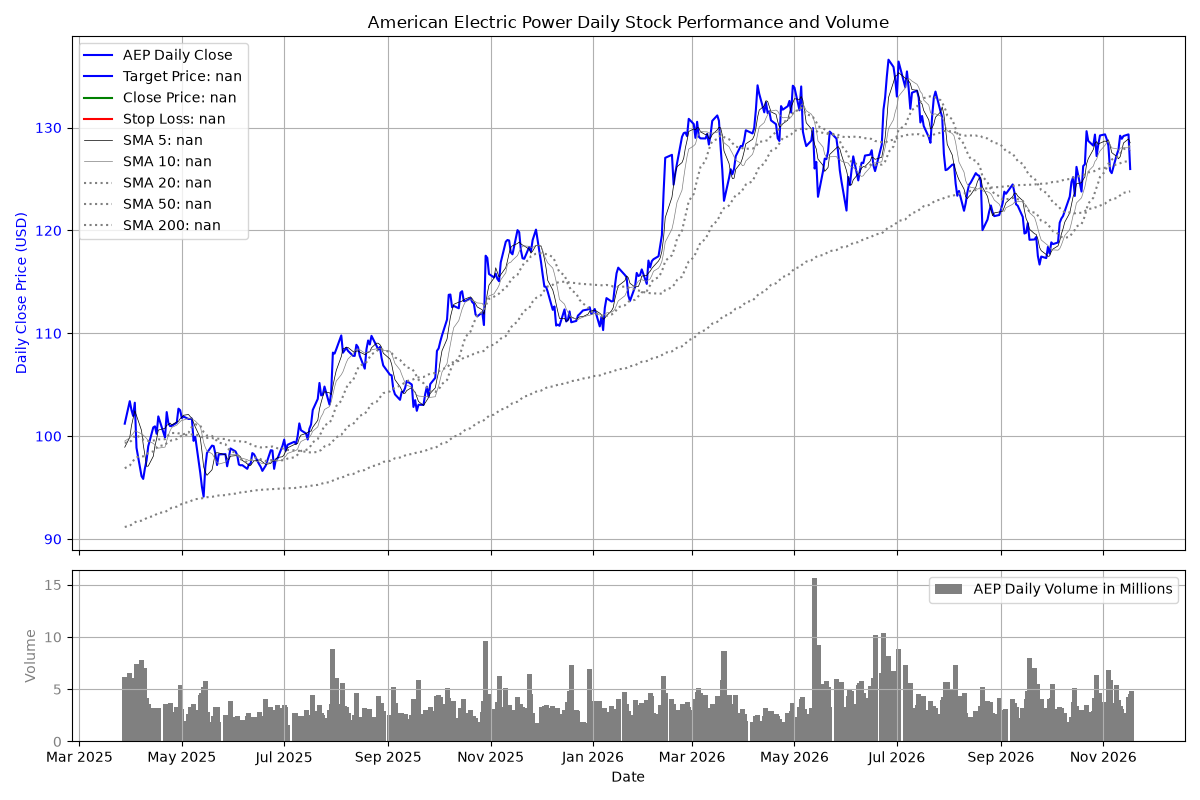 American Electric Power Daily Stock Performance and Volume
AEP Daily Close
Target Price: nan
Close Price: nan
Stop Loss: nan
SMA 5: nan
SMA 10: nan
SMA 20: nan
SMA 50: nan
SMA 200: nan
Daily Close Price (USD)
130
120
110
100
90
AEP Daily Volume in Millions
Volume
15
10
5
0
Mar 2025 May 2025 Jul 2025 Sep 2025 Nov 2025 Jan 2026 Mar 2026 May 2026 Jul 2026 Sep 2026 Nov 2026
Date